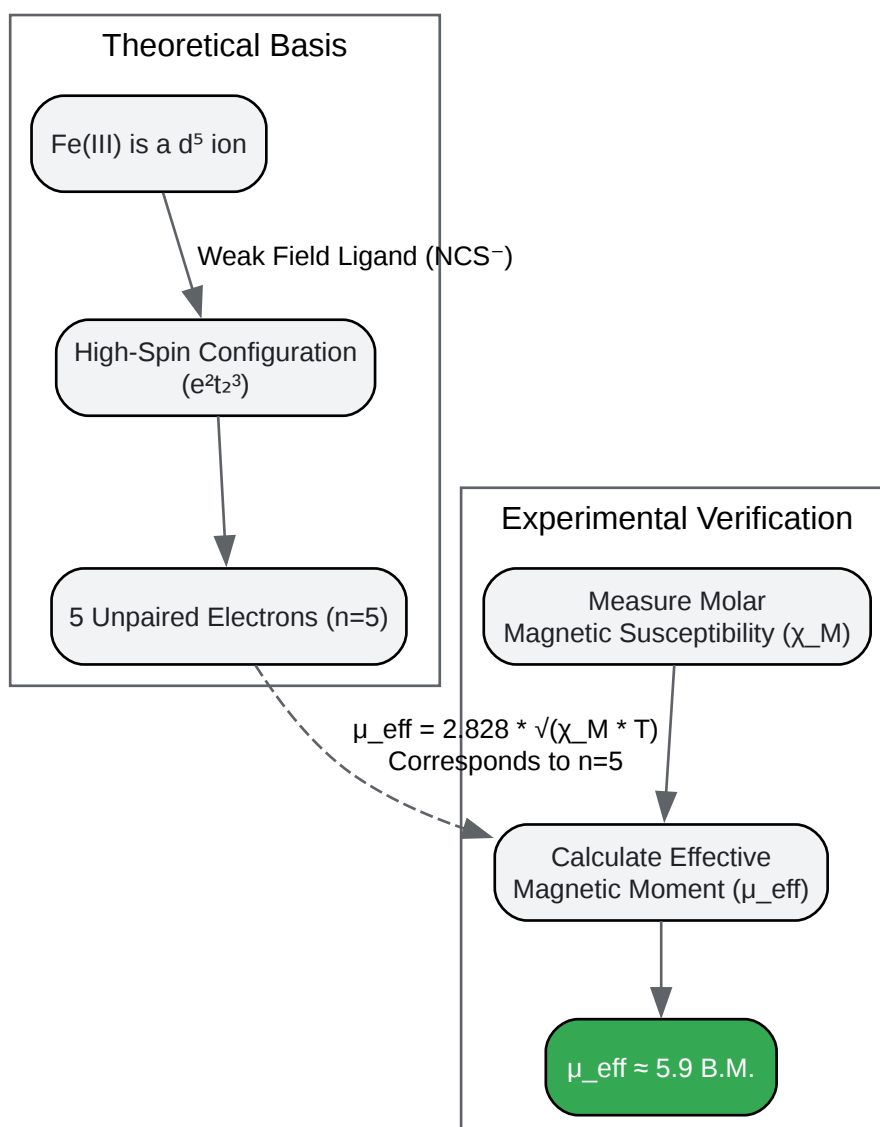 Theoretical Basis
Fe(III) is a d⁵ ion
Weak Field Ligand (NCS⁻)
High-Spin Configuration
(e²t₂³)
5 Unpaired Electrons (n=5)
Experimental Verification
Measure Molar
Magnetic Susceptibility (χ_M)
μ_eff = 2.828 * √(χ_M * T)
Corresponds to n=5
Calculate Effective
Magnetic Moment (μ_eff)
μ_eff ≈ 5.9 B.M.